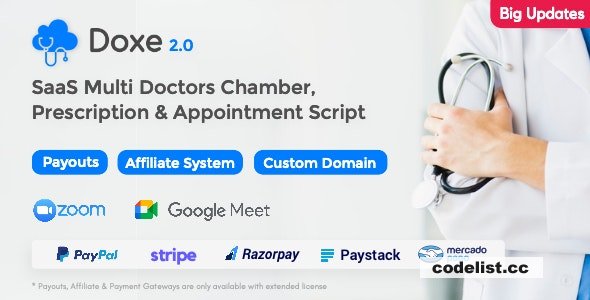 Big Updates
Doxe 2.0
SaaS Multi Doctors Chamber,
Prescription & Appointment Script
Payouts
Affiliate System
Custom Domain
zoom
Google Meet
PayPal
stripe
Razorpay
Paystack
mercado
codelist.cc
* Payouts, Affiliate & Payment Gateways are only available with extended license